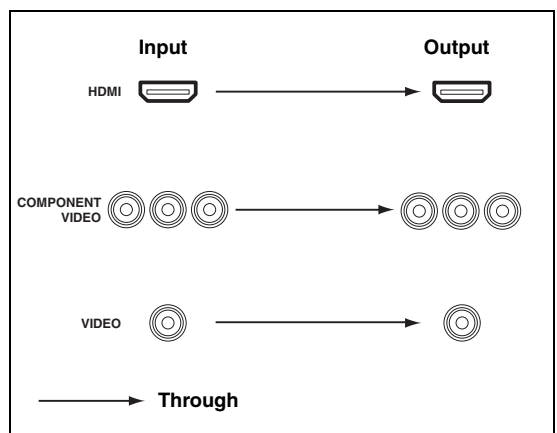 Input Output
HDMI
COMPONENT
VIDEO
VIDEO
Through